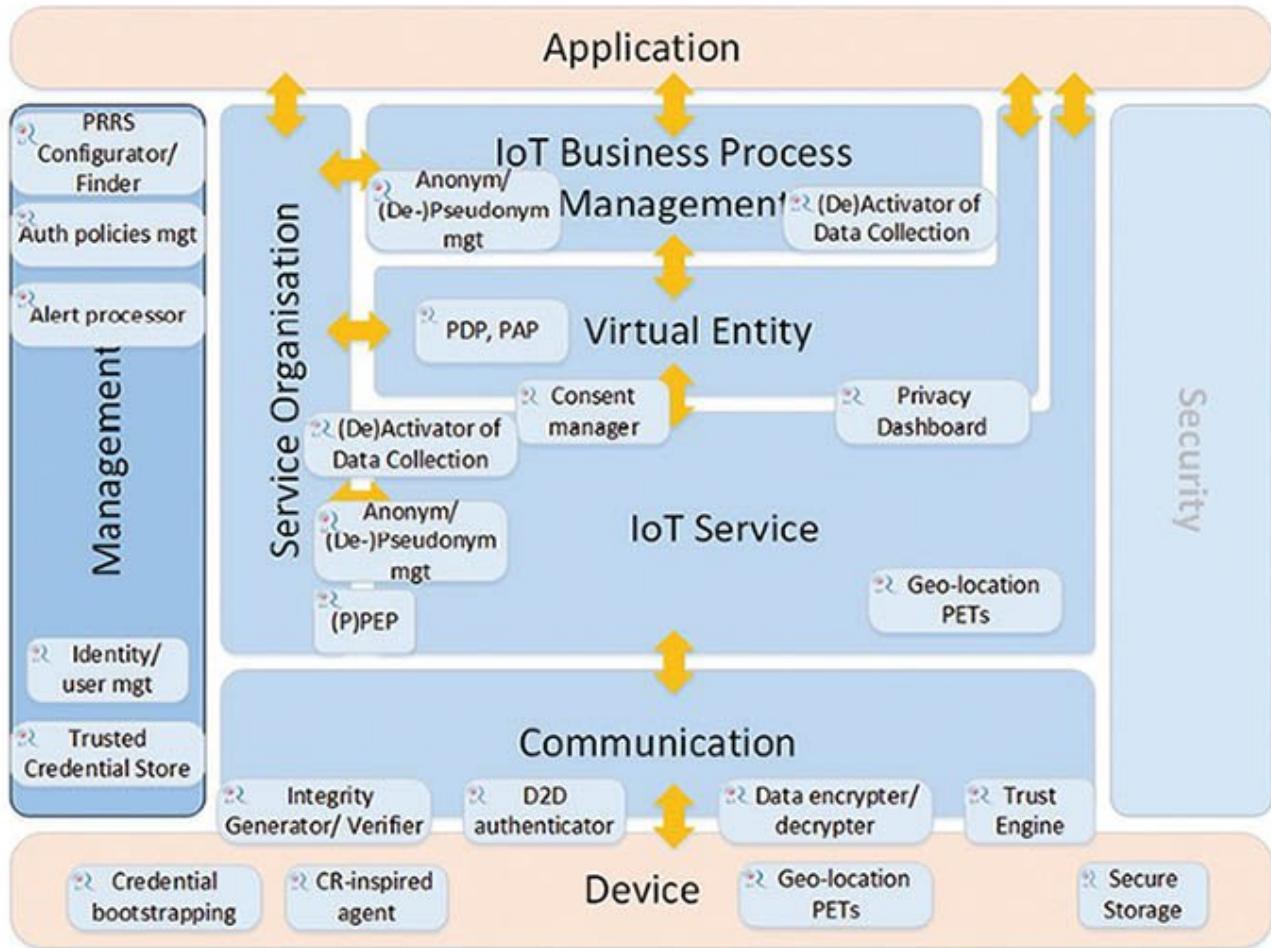 Application
PRRS
Configurator/
Finder
Auth policies mgt
Alert processor
Management
Identity/
user mgt
Trusted
Credential Store
Service Organisation
IoT Business Process
Management
Anonym/
(De-)Pseudonym
mgt
(De)Activator of
Data Collection
PDP, PAP
Virtual Entity
Consent
manager
Privacy
Dashboard
(De)Activator of
Data Collection
Anonym/
(De-)Pseudonym
mgt
IoT Service
(P)PEP
Geo-location
PETs
Security
Communication
Integrity
Generator/ Verifier
D2D
authenticator
Data encrypter/
decrypter
Trust
Engine
Credential
bootstrapping
CR-inspired
agent
Device
Geo-location
PETs
Secure
Storage